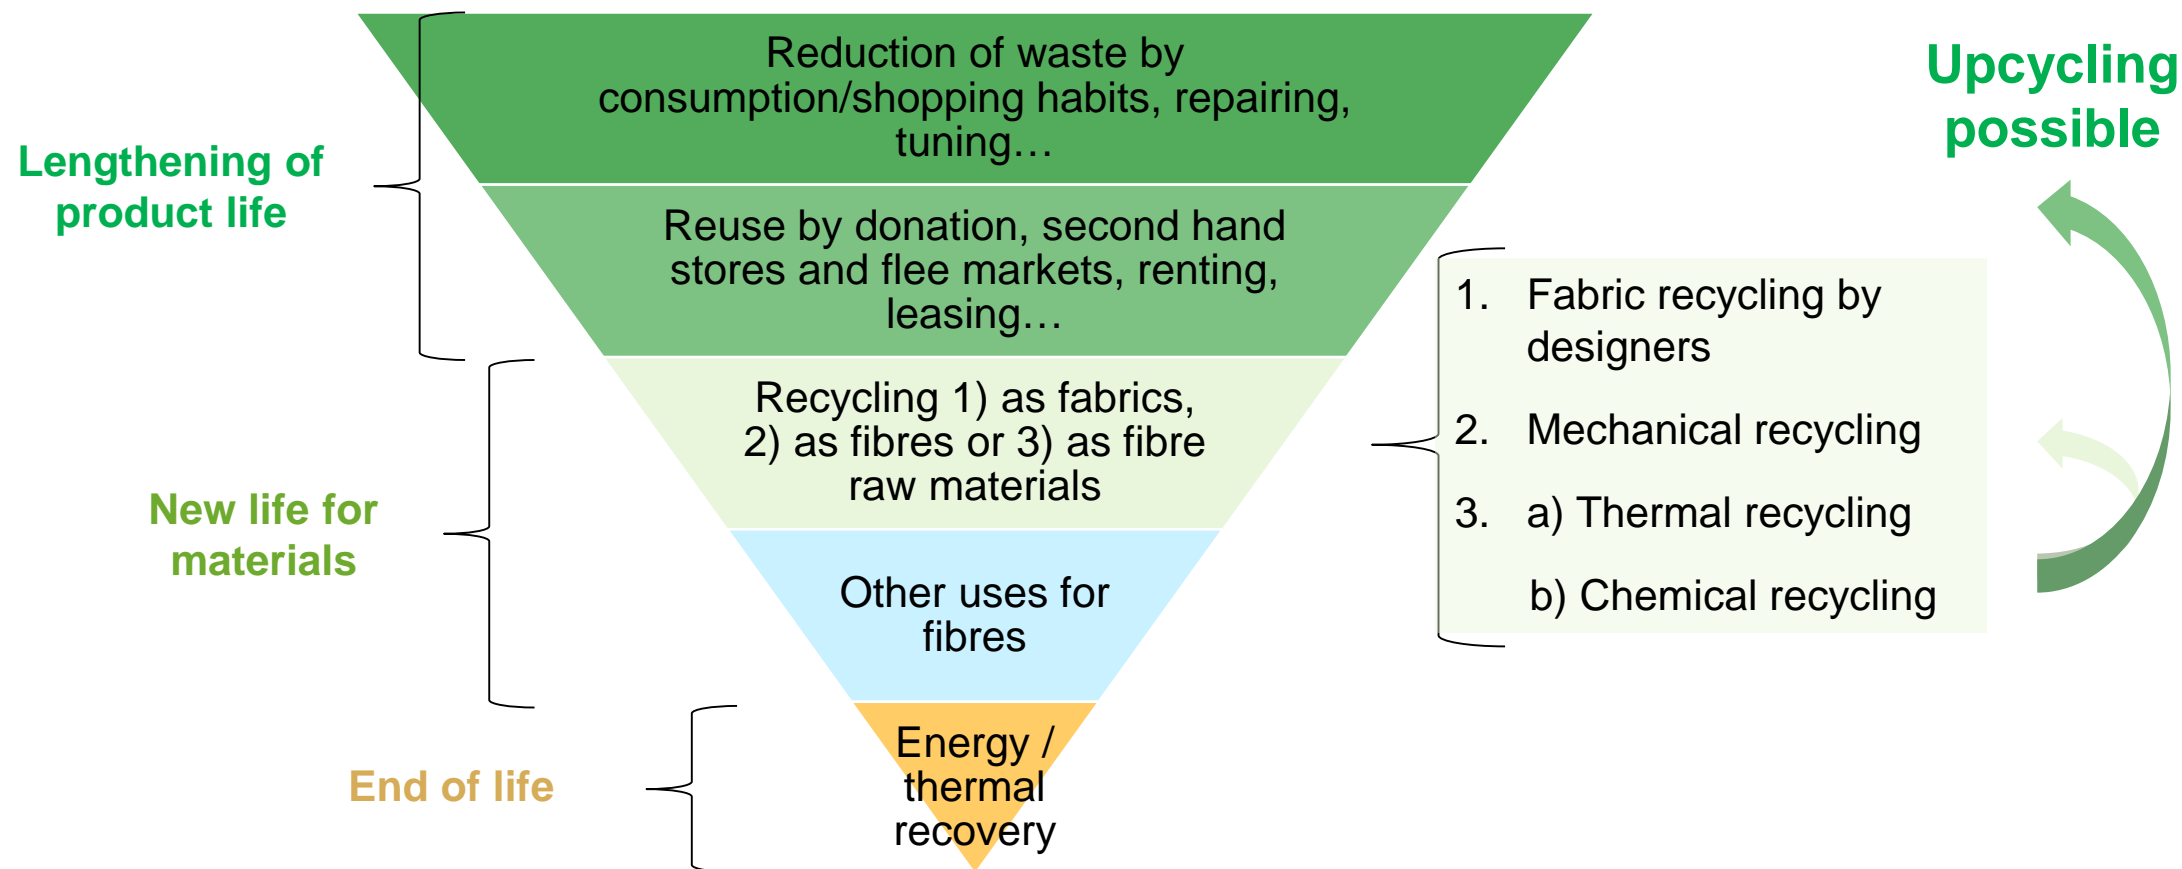 Reduction of waste by
consumption/shopping habits, repairing,
tuning…
Upcycling
possible
Lengthening of
product life
Reuse by donation, second hand
stores and flee markets, renting,
leasing…
1. Fabric recycling by
designers
2. Mechanical recycling
3. a) Thermal recycling
b) Chemical recycling
Recycling 1) as fabrics,
2) as fibres or 3) as fibre
raw materials
New life for
materials
Other uses for
fibres
Energy /
thermal
recovery
End of life